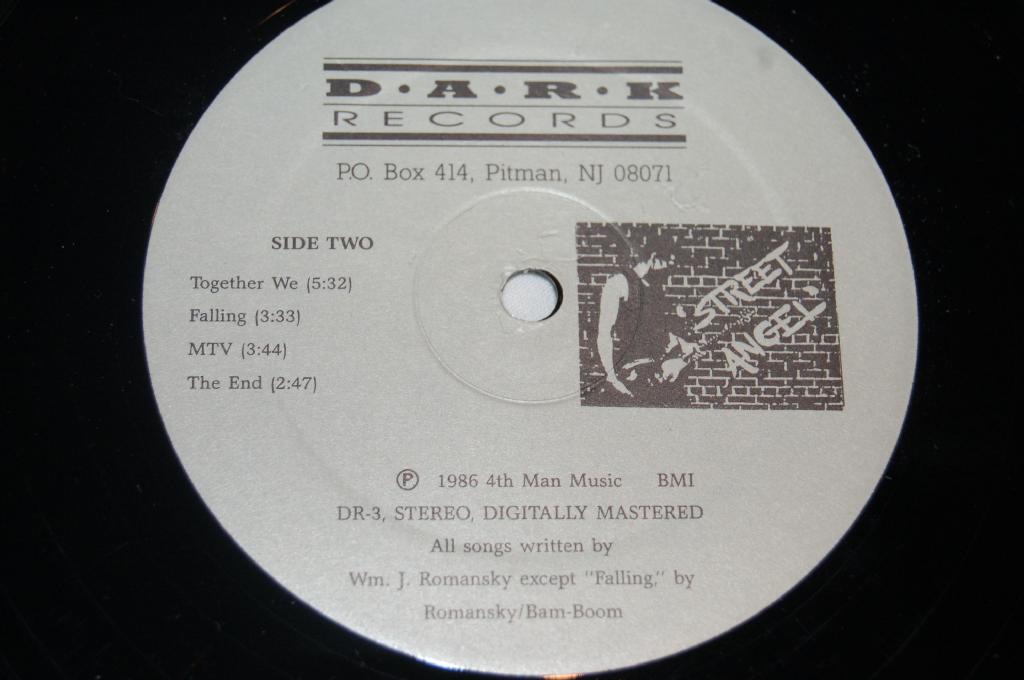 D·A·R·K
RECORDS
P.O. Box 414, Pitman, NJ 08071
SIDE TWO
Together We (5:32)
Falling (3:33)
MTV (3:44)
The End (2:47)
STREET
ANGEL
℗ 1986 4th Man Music BMI
DR-3, STEREO, DIGITALLY MASTERED
All songs written by
Wm. J. Romansky except "Falling," by
Romansky/Bam-Boom